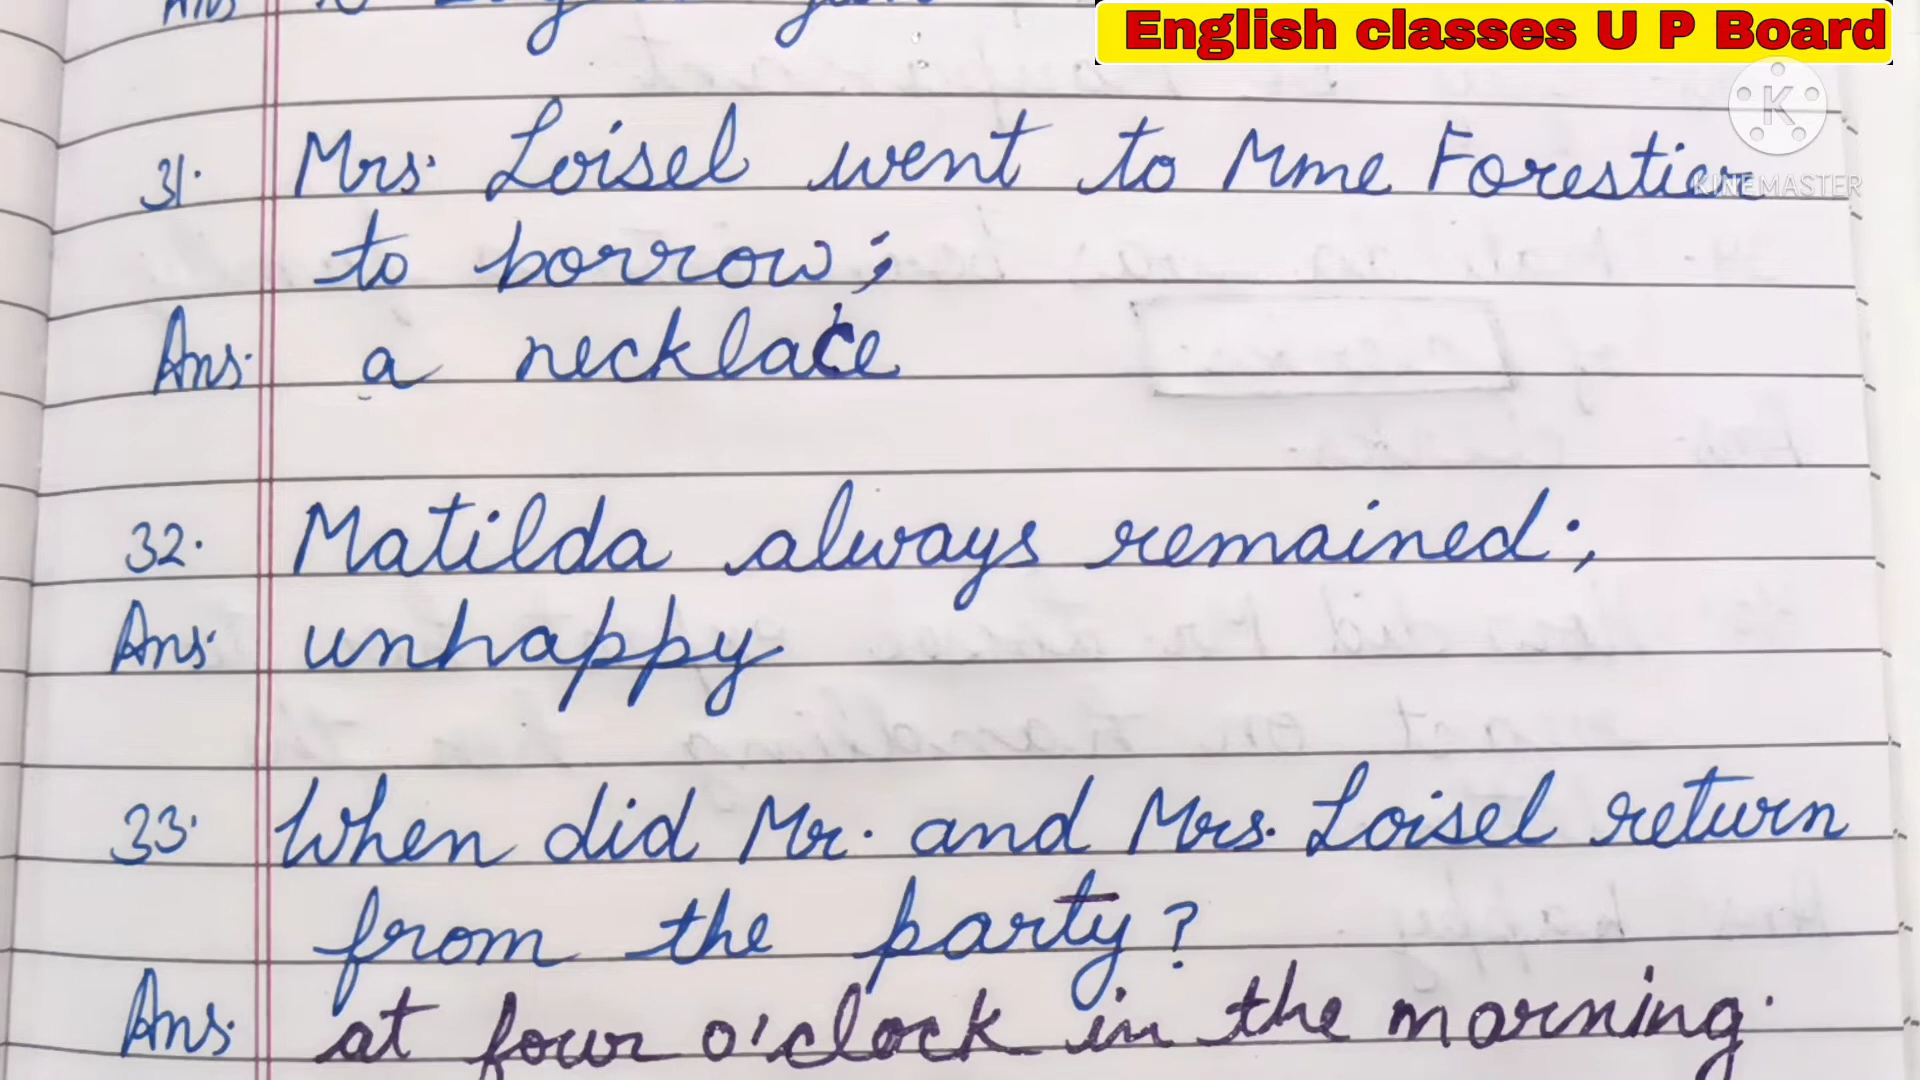 English classes U P Board
KINEMASTER
31. Mrs. Loisel went to Mme Forestier
to borrow;
Ans. a necklace
32. Matilda always remained;
Ans. unhappy
33. When did Mr. and Mrs. Loisel return
from the party?
Ans. at four o'clock in the morning.